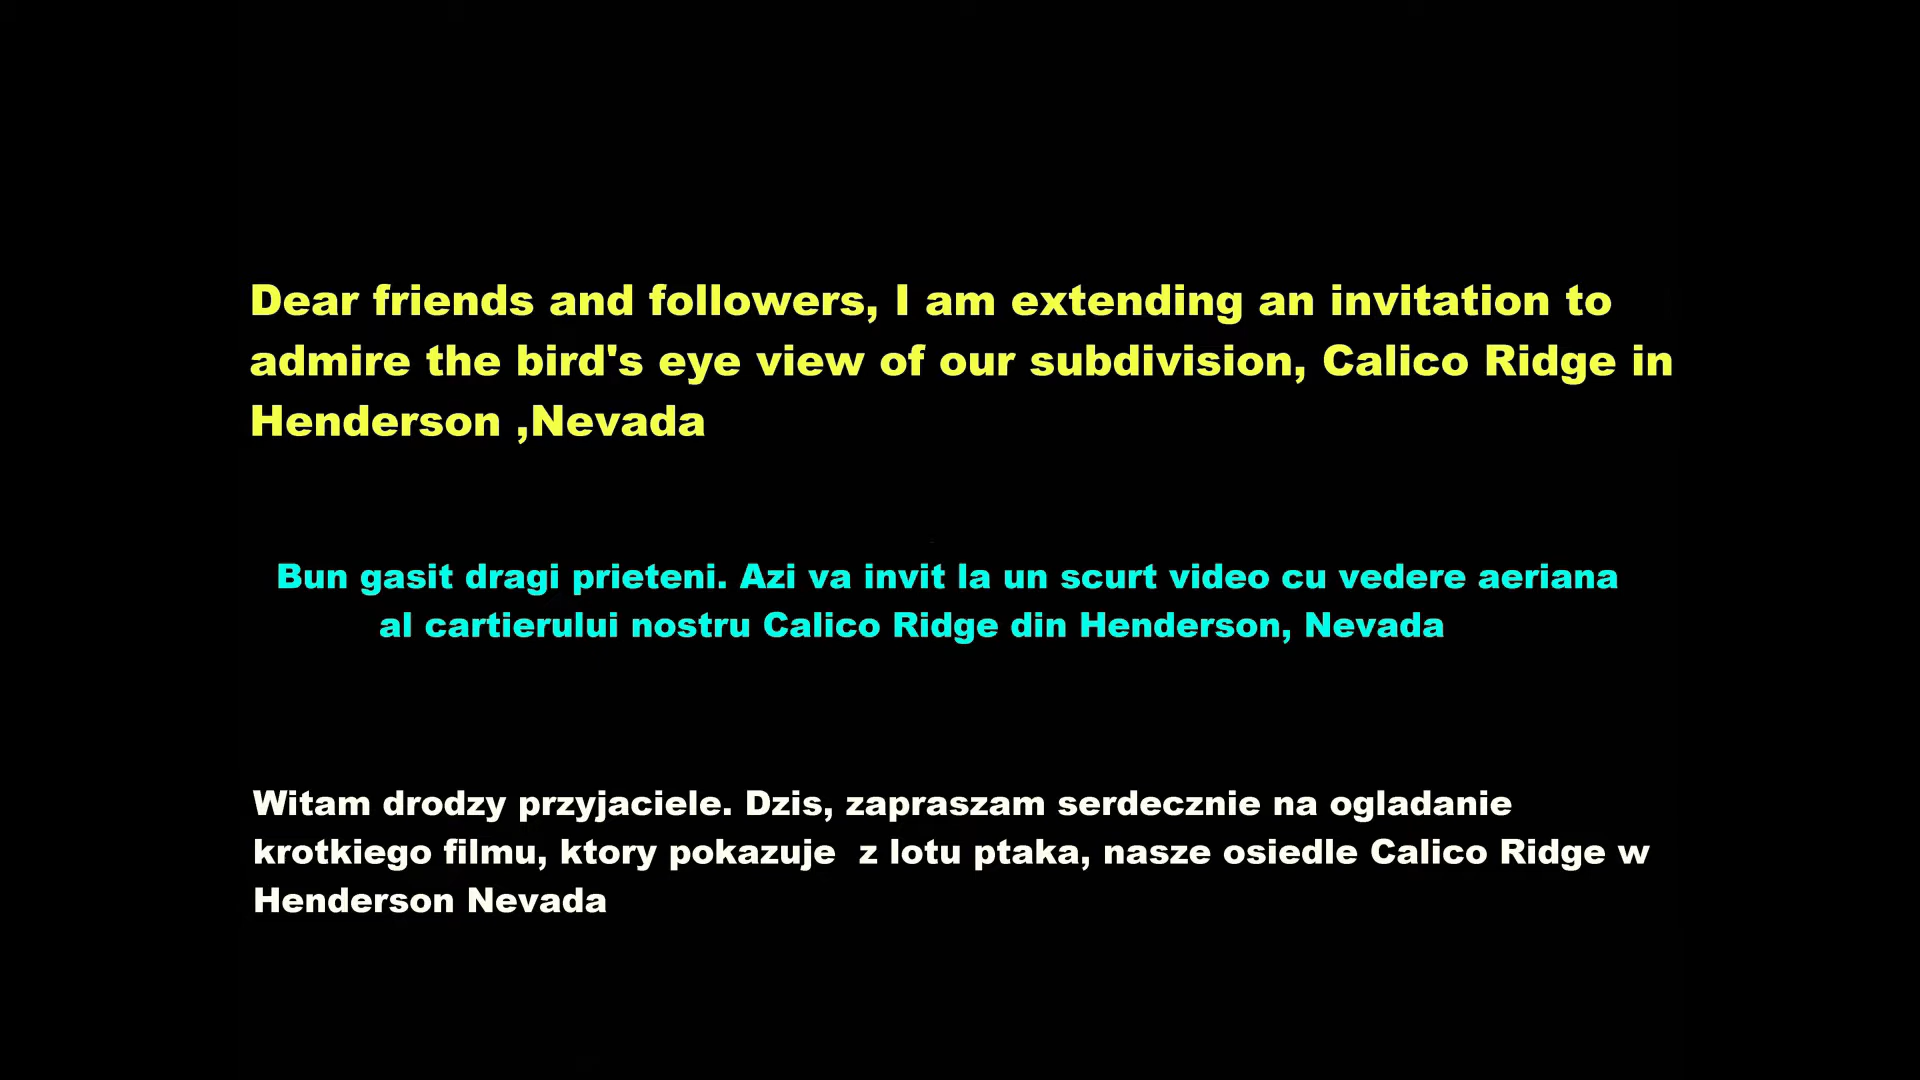 Dear friends and followers, I am extending an invitation to
admire the bird's eye view of our subdivision, Calico Ridge in
Henderson ,Nevada
Bun gasit dragi prieteni. Azi va invit la un scurt video cu vedere aeriana
al cartierului nostru Calico Ridge din Henderson, Nevada
Witam drodzy przyjaciele. Dzis, zapraszam serdecznie na ogladanie
krotkiego filmu, ktory pokazuje  z lotu ptaka, nasze osiedle Calico Ridge w
Henderson Nevada